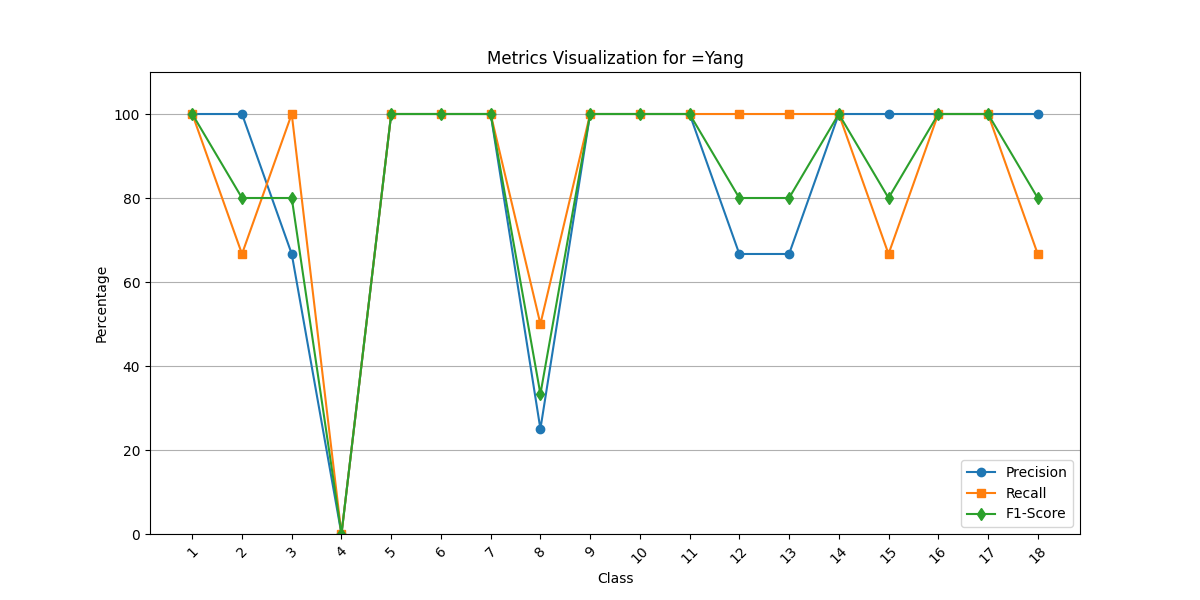 Metrics Visualization for =Yang
Percentage
100
80
60
40
20
0
1 2 3 4 5 6 7 8 9 10 11 12 13 14 15 16 17 18
Class
Precision
Recall
F1-Score